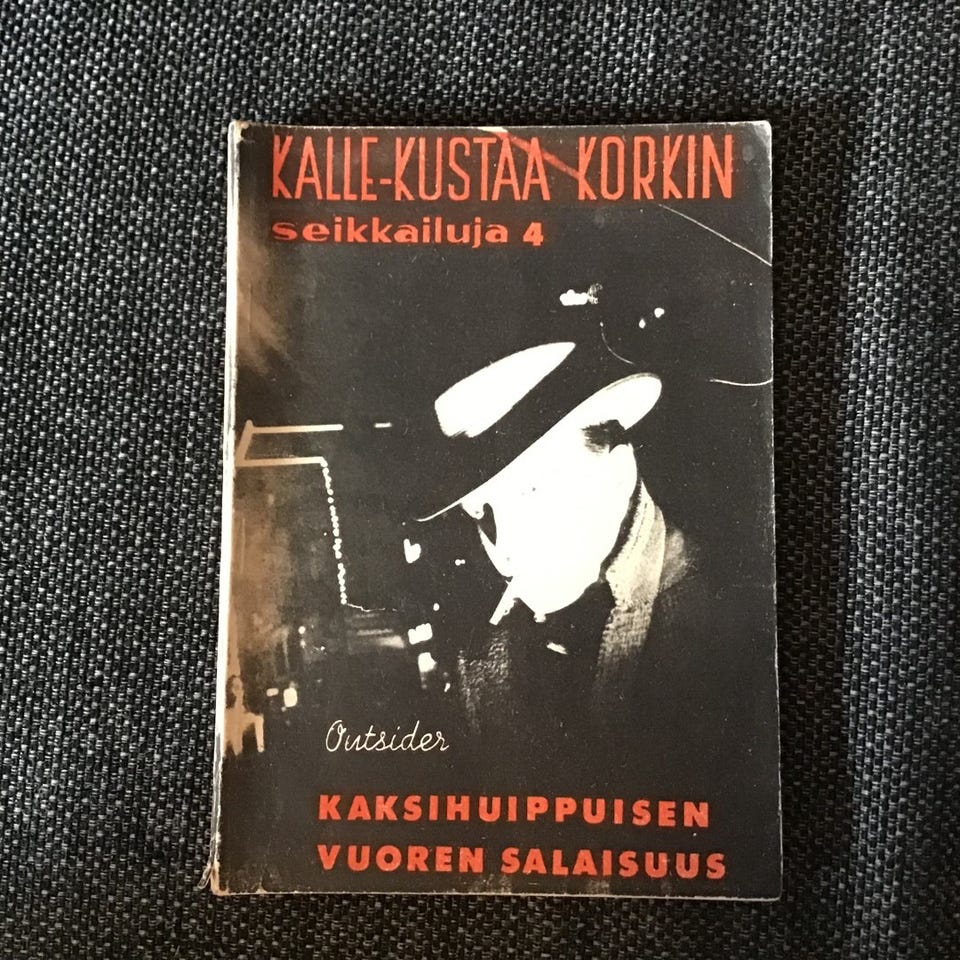 KALLE-KUSTAA KORKIN
seikkailuja 4
Outsider
KAKSIHUIPPUISEN
VUOREN SALAISUUS